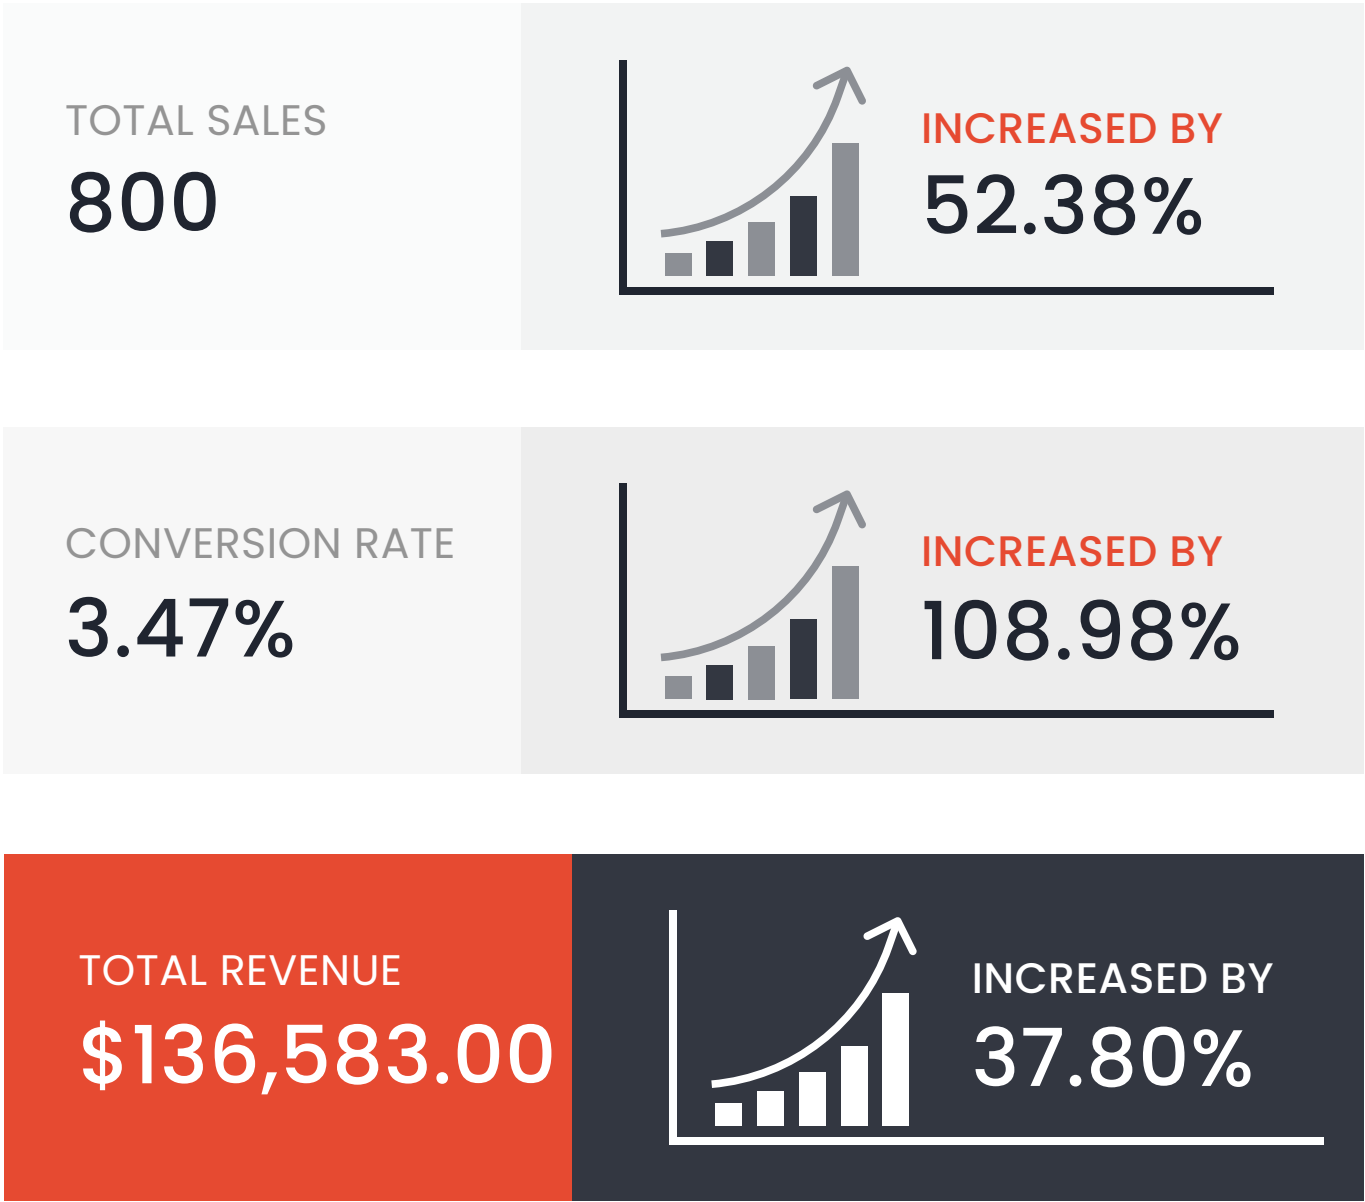 TOTAL SALES
800
INCREASED BY
52.38%
CONVERSION RATE
3.47%
INCREASED BY
108.98%
TOTAL REVENUE
$136,583.00
INCREASED BY
37.80%